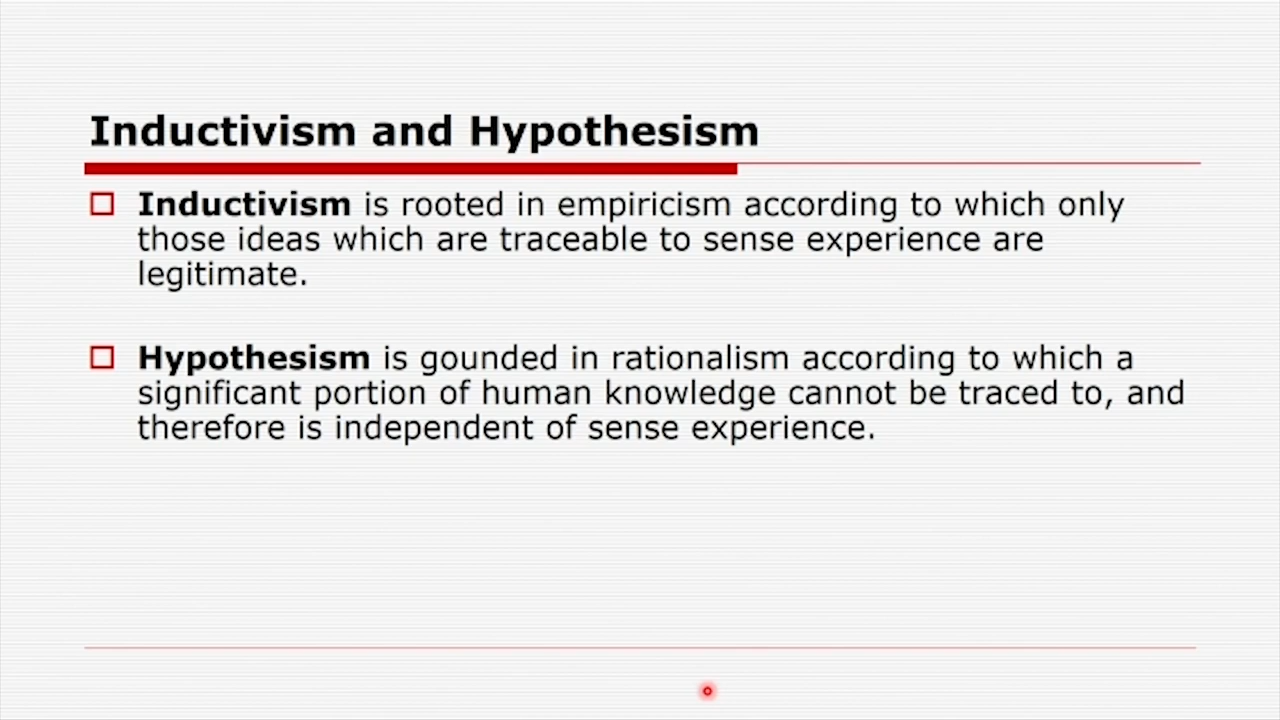 Inductivism and Hypothesism
Inductivism is rooted in empiricism according to which only
those ideas which are traceable to sense experience are
legitimate.
Hypothesism is gounded in rationalism according to which a
significant portion of human knowledge cannot be traced to, and
therefore is independent of sense experience.